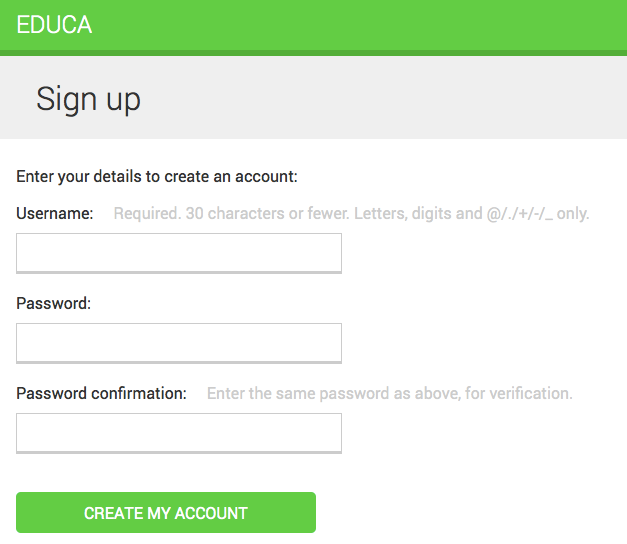 EDUCA
Sign up
Enter your details to create an account:
Username: Required. 30 characters or fewer. Letters, digits and @/./+/-/_ only.
Password:
Password confirmation: Enter the same password as above, for verification.
CREATE MY ACCOUNT